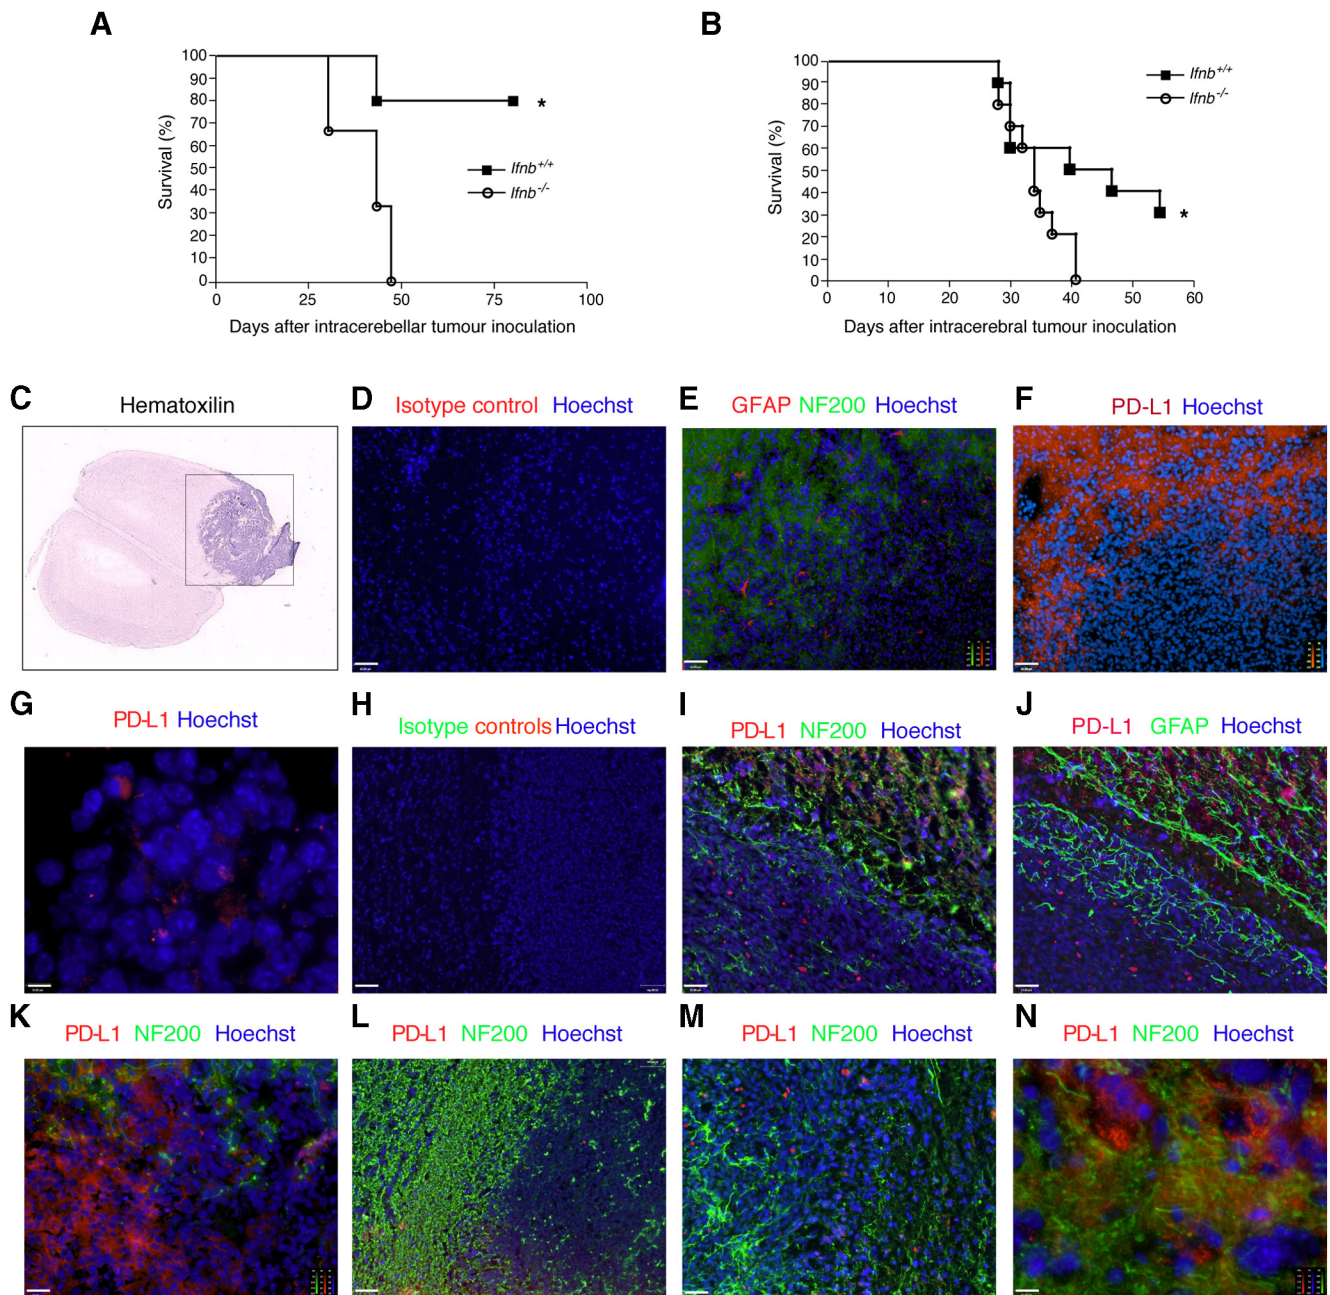 A
B
100
90
80
70
60
50
40
30
20
10
0
Survival (%)
Ifnb+/+
Ifnb-/-
*
0 25 50 75 100
Days after intracerebellar tumour inoculation
100
90
80
70
60
50
40
30
20
10
0
Survival (%)
Ifnb+/+
Ifnb-/-
*
0 10 20 30 40 50 60
Days after intracerebral tumour inoculation
C Hematoxilin
D Isotype control Hoechst
E GFAP NF200 Hoechst
F PD-L1 Hoechst
G PD-L1 Hoechst
H Isotype controls Hoechst
I PD-L1 NF200 Hoechst
J PD-L1 GFAP Hoechst
K PD-L1 NF200 Hoechst
L PD-L1 NF200 Hoechst
M PD-L1 NF200 Hoechst
N PD-L1 NF200 Hoechst